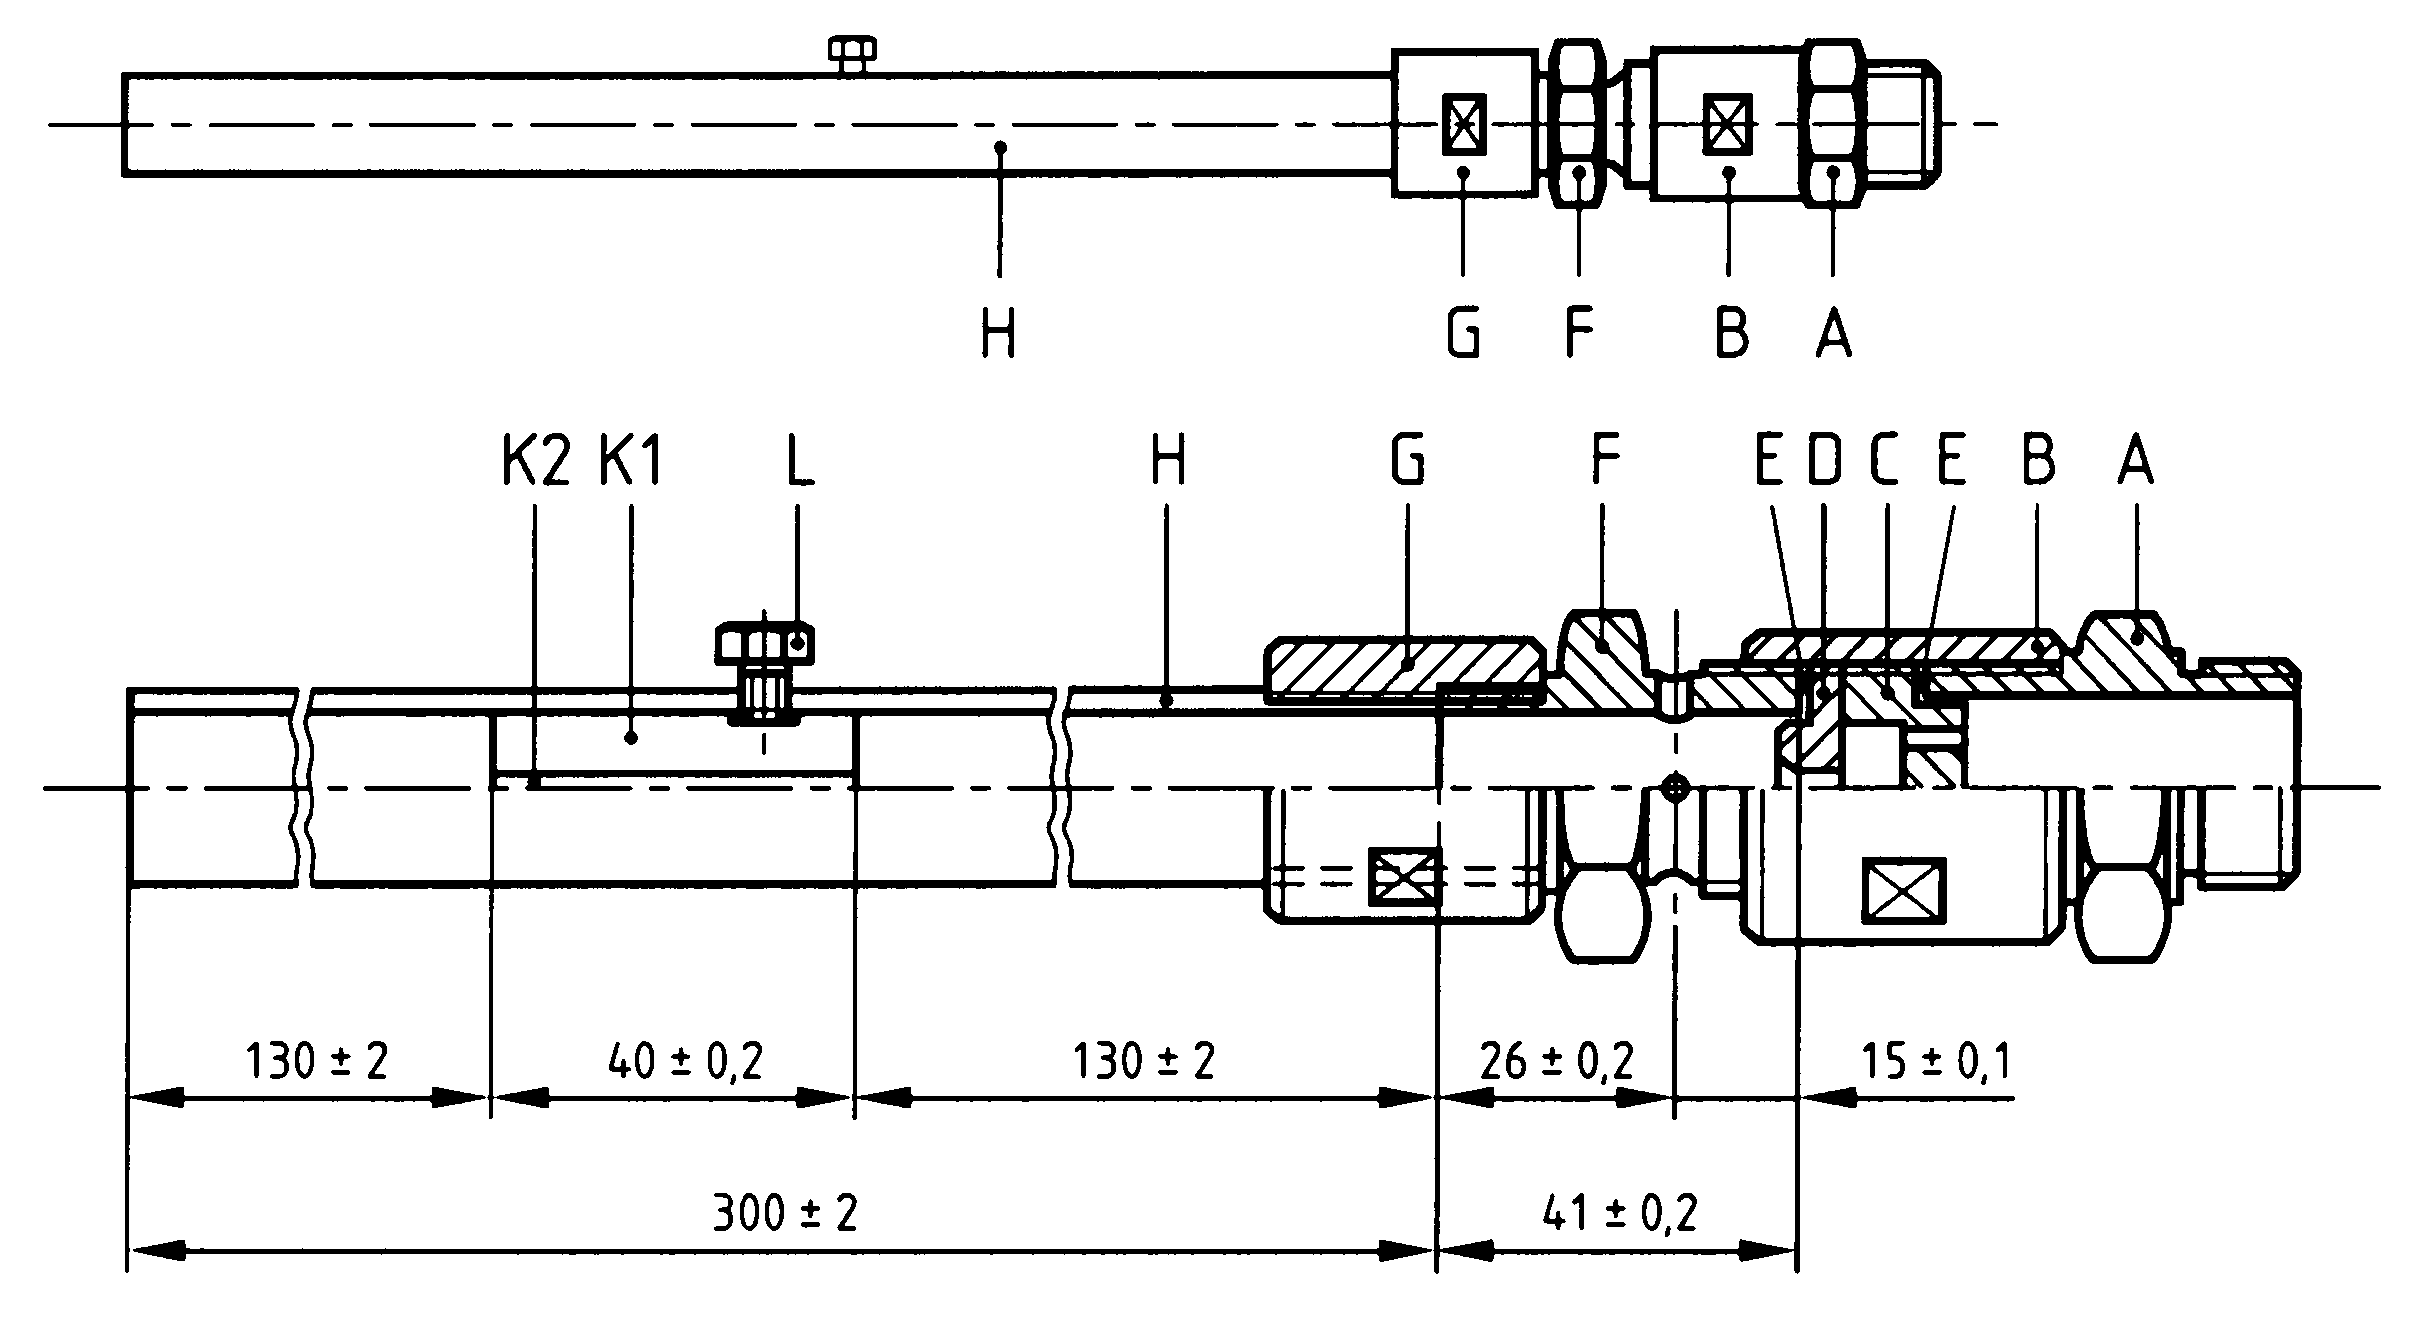 H G F B A
K2 K1 L H G F E D C E B A
130 ± 2 40 ± 0,2 130 ± 2 26 ± 0,2 15 ± 0,1
300 ± 2 41 ± 0,2